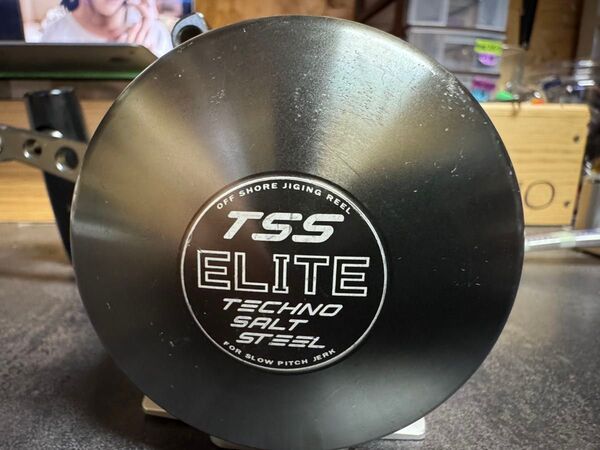 OFF SHORE JIGING REEL
TSS
ELITE
TECHNO
SALT
STEEL
FOR SLOW PITCH JERK